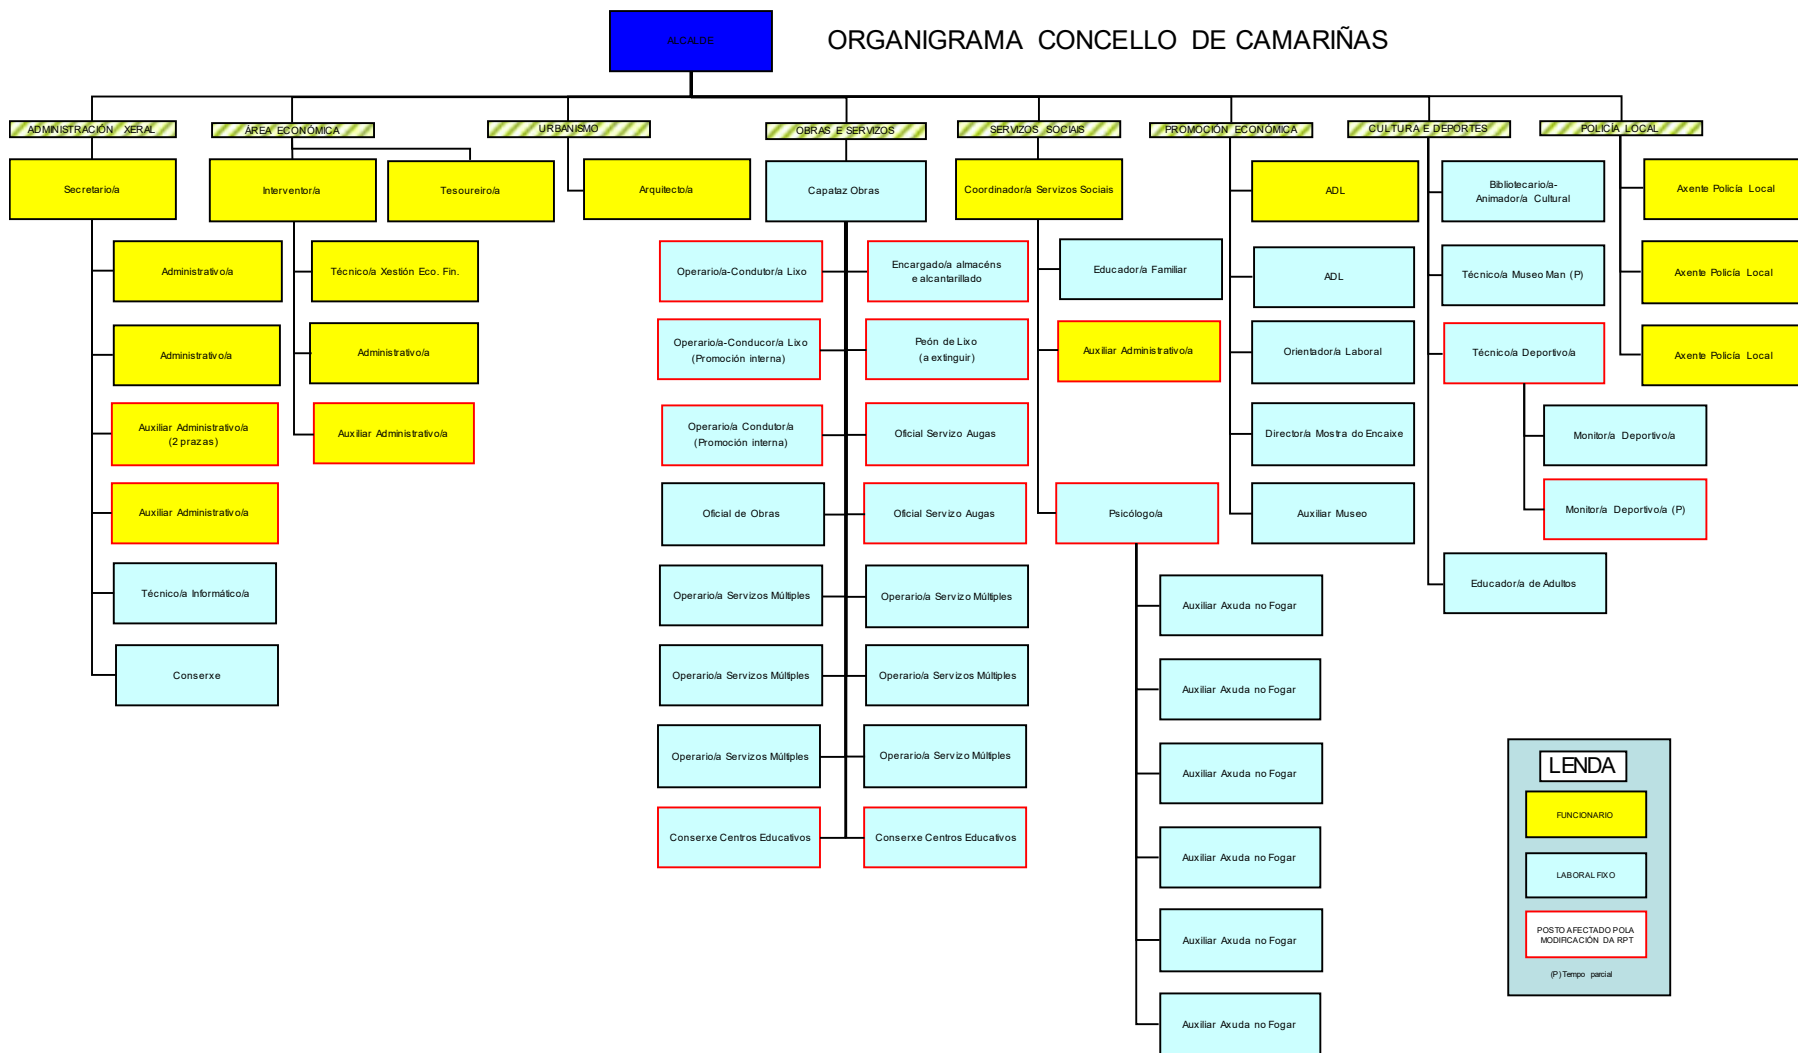 ALCALDE
ORGANIGRAMA CONCELLO DE CAMARIÑAS
ADMINISTRACIÓN XERAL
ÁREA ECONÓMICA
URBANISMO
OBRAS E SERVIZOS
SERVIZOS SOCIAIS
PROMOCIÓN ECONÓMICA
CULTURA E DEPORTES
POLICÍA LOCAL
Secretario/a
Administrativo/a
Administrativo/a
Auxiliar Administrativo/a
(2 prazas)
Auxiliar Administrativo/a
Técnico/a Informático/a
Conserxe
Interventor/a
Tesoureiro/a
Técnico/a Xestión Eco. Fin.
Administrativo/a
Auxiliar Administrativo/a
Arquitecto/a
Capataz Obras
Operario/a-Condutor/a Lixo
Encargado/a almacéns
e alcantarillado
Operario/a-Conducor/a Lixo
(Promoción interna)
Peón de Lixo
(a extinguir)
Operario/a Condutor/a
(Promoción interna)
Oficial Servizo Augas
Oficial de Obras
Oficial Servizo Augas
Operario/a Servizos Múltiples
Operario/a Servizo Múltiples
Operario/a Servizos Múltiples
Operario/a Servizos Múltiples
Operario/a Servizos Múltiples
Operario/a Servizo Múltiples
Conserxe Centros Educativos
Conserxe Centros Educativos
Coordinador/a Servizos Sociais
Educador/a Familiar
Auxiliar Administrativo/a
Psicólogo/a
Auxiliar Axuda no Fogar
Auxiliar Axuda no Fogar
Auxiliar Axuda no Fogar
Auxiliar Axuda no Fogar
Auxiliar Axuda no Fogar
Auxiliar Axuda no Fogar
ADL
ADL
Orientador/a Laboral
Director/a Mostra do Encaixe
Auxiliar Museo
Bibliotecario/a-
Animador/a Cultural
Técnico/a Museo Man (P)
Técnico/a Deportivo/a
Monitor/a Deportivo/a
Monitor/a Deportivo/a (P)
Educador/a de Adultos
Axente Policía Local
Axente Policía Local
Axente Policía Local
LENDA
FUNCIONARIO
LABORAL FIXO
POSTO AFECTADO POLA
MODIFICACIÓN DA RPT
(P) Tempo parcial